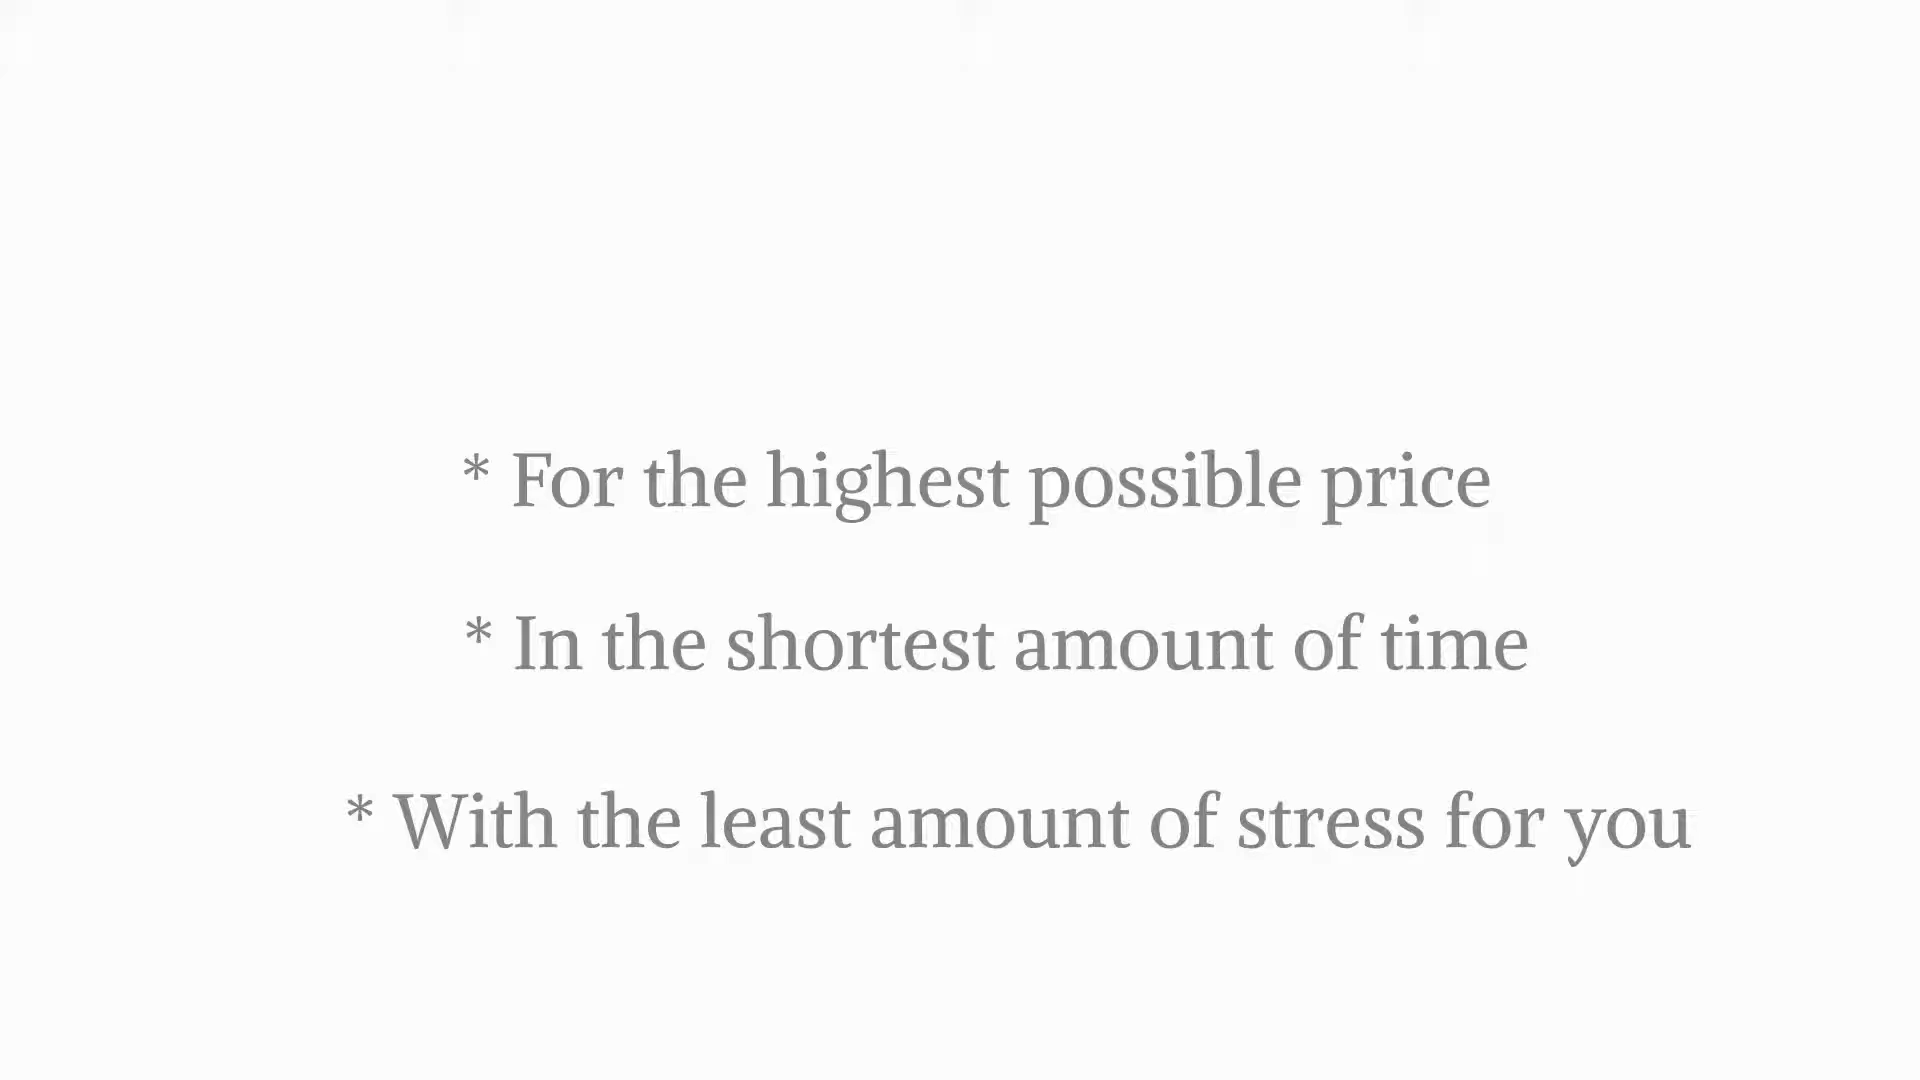 * For the highest possible price
* In the shortest amount of time
* With the least amount of stress for you